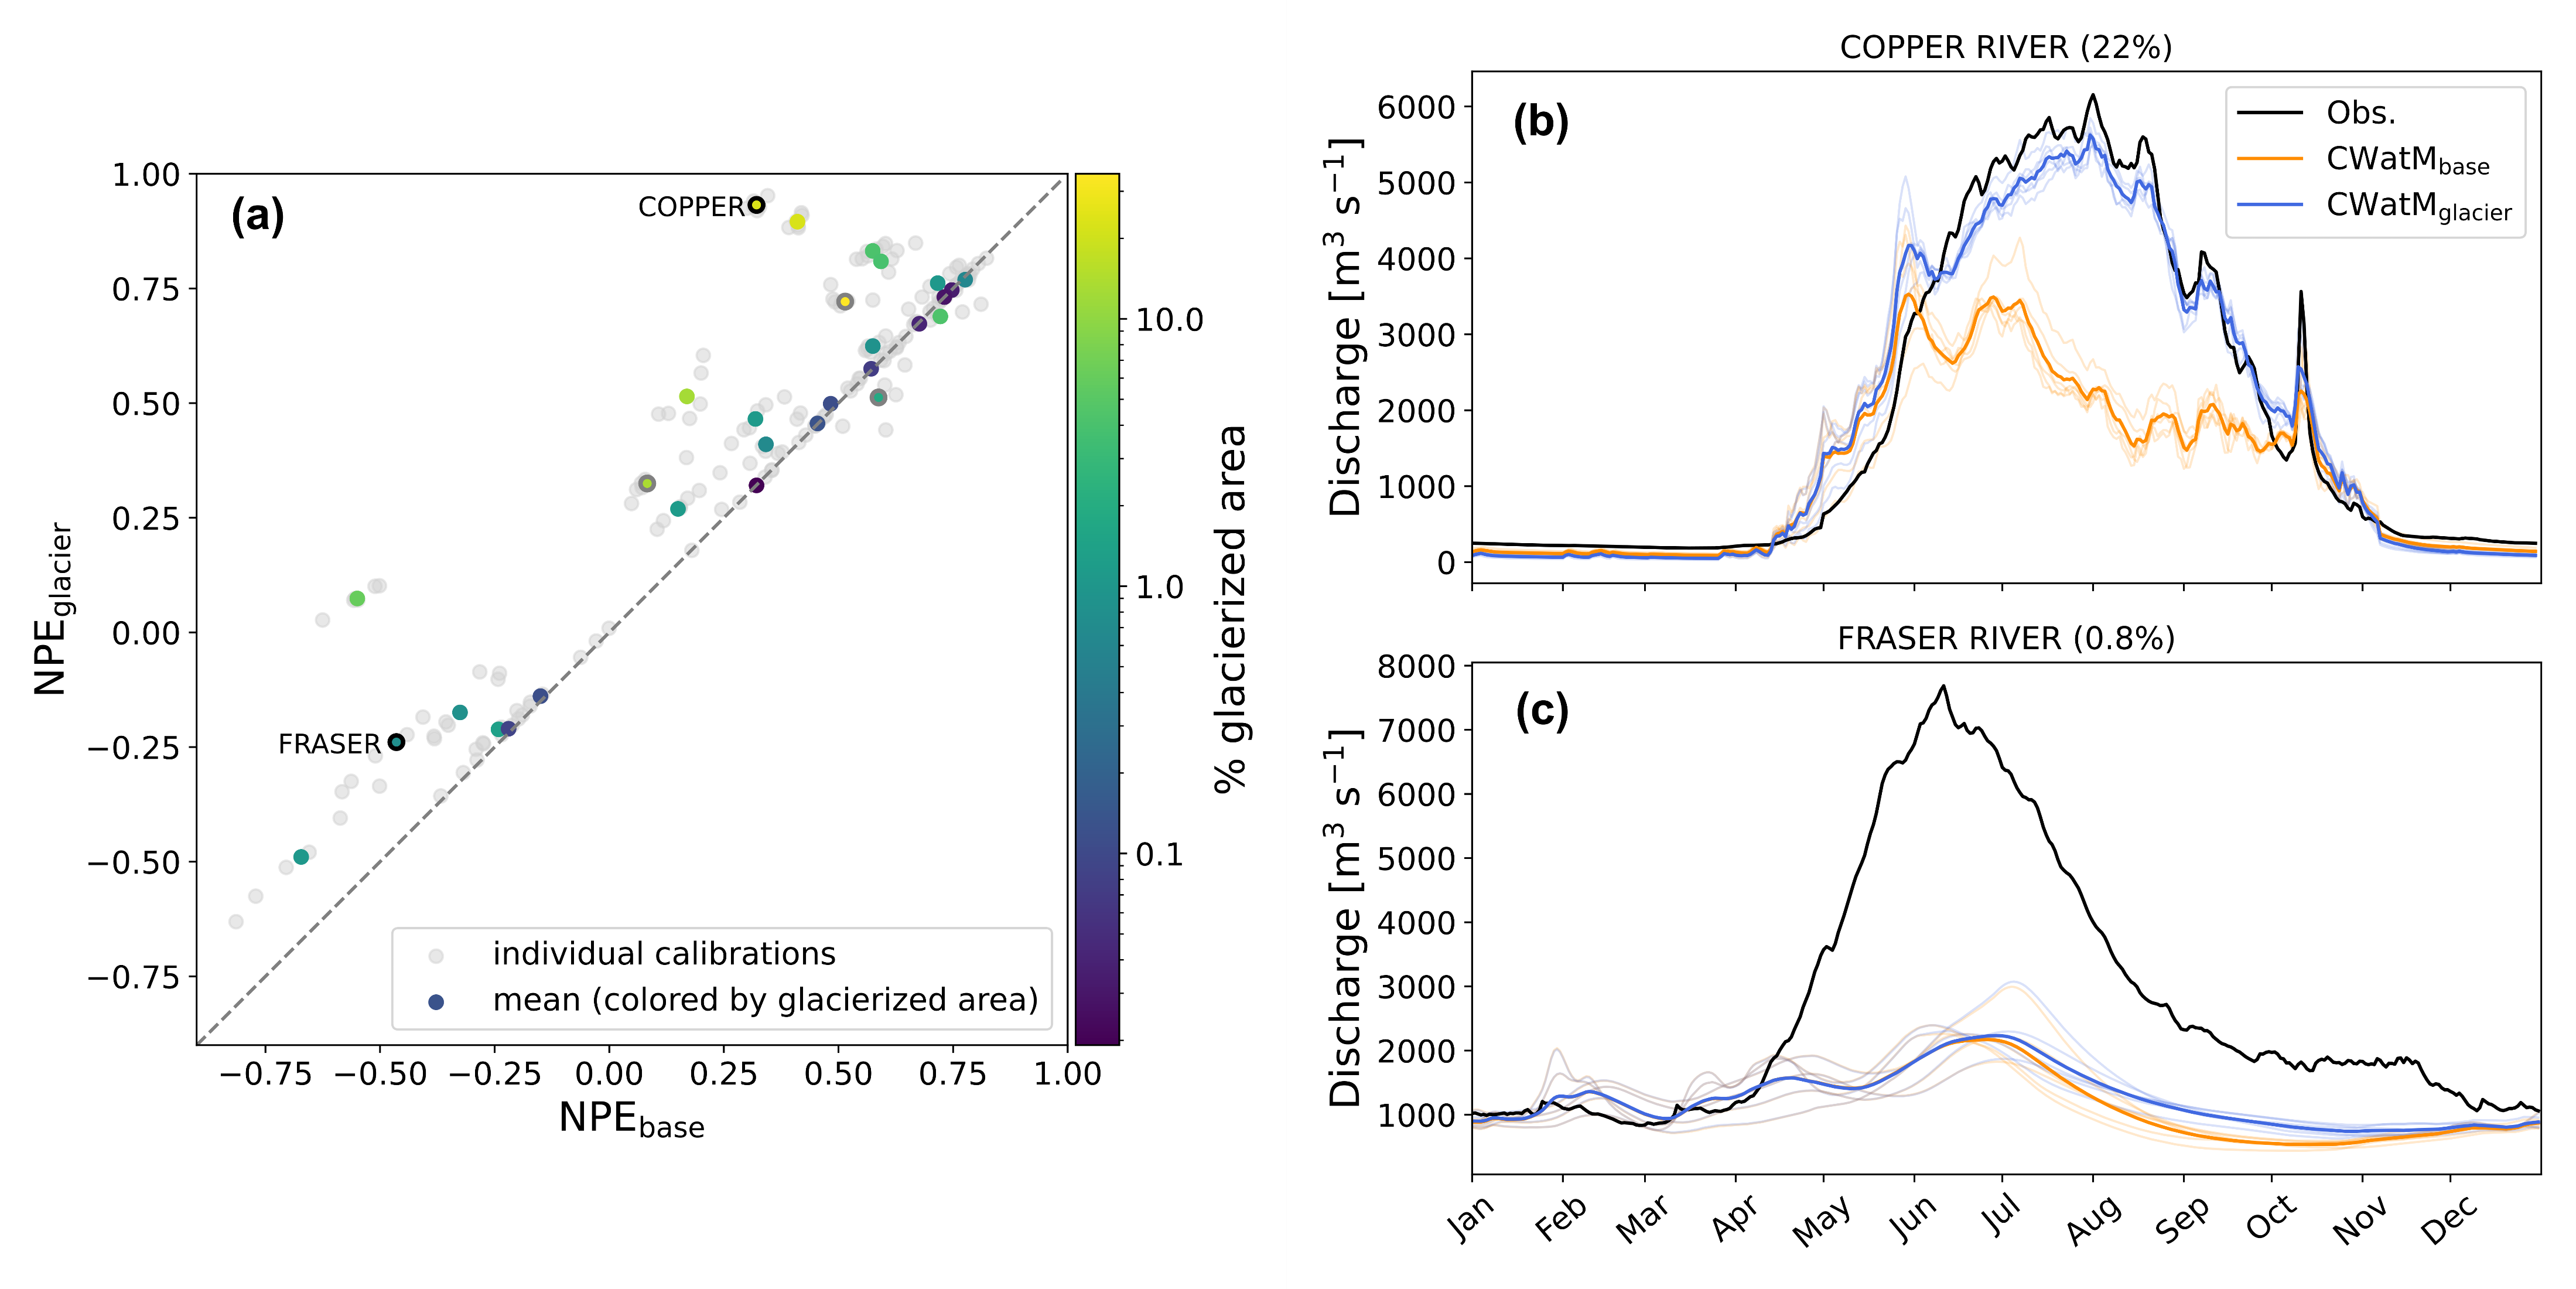 (a)
1.00
0.75
0.50
0.25
0.00
−0.25
−0.50
−0.75
NPEglacier
COPPER
FRASER
individual calibrations
mean (colored by glacierized area)
−0.75 −0.50 −0.25 0.00 0.25 0.50 0.75 1.00
NPEbase
10.0
1.0
0.1
% glacierized area
COPPER RIVER (22%)
(b)
6000
5000
4000
3000
2000
1000
0
Discharge [m³ s⁻¹]
Obs.
CWatMbase
CWatMglacier
FRASER RIVER (0.8%)
(c)
8000
7000
6000
5000
4000
3000
2000
1000
Discharge [m³ s⁻¹]
Jan Feb Mar Apr May Jun Jul Aug Sep Oct Nov Dec